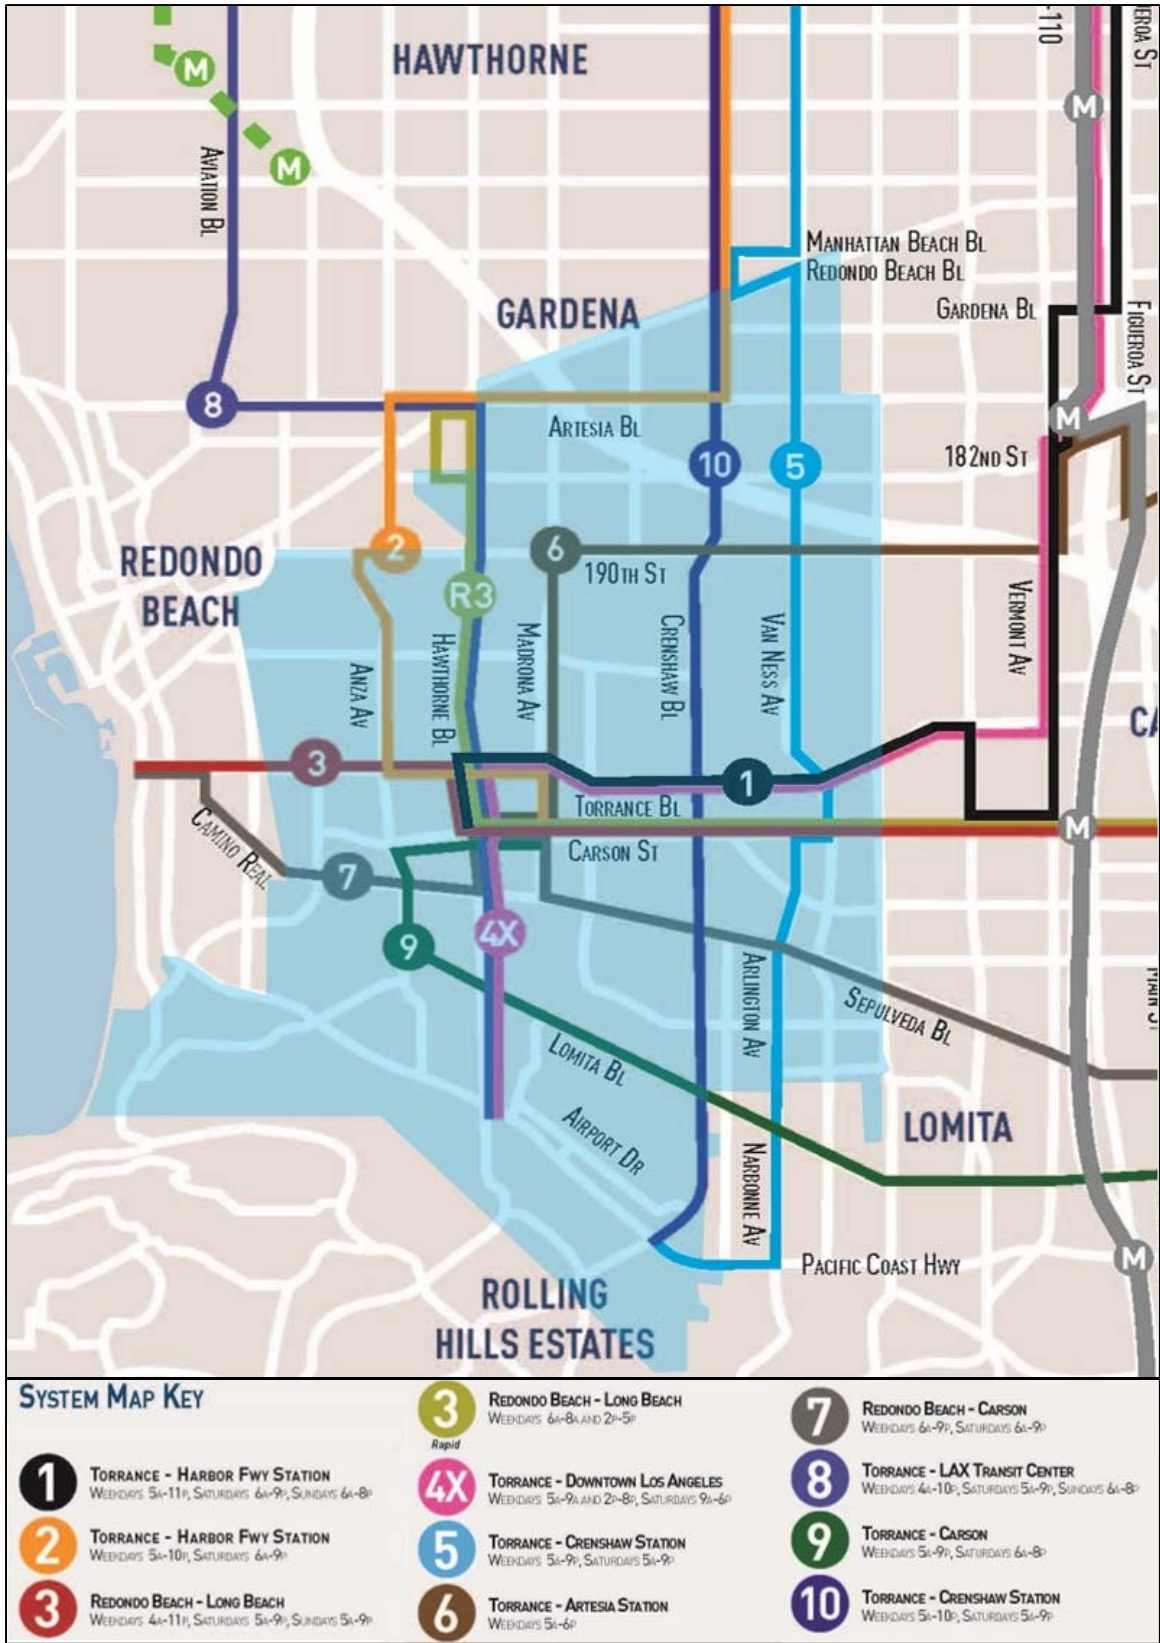 HAWTHORNE
-110
M
M
M
AVIATION BL
MANHATTAN BEACH BL
REDONDO BEACH BL
GARDENA
GARDENA BL
FIGUEROA ST
8
M
ARTESIA BL
182ND ST
10
5
2
6
190TH ST
REDONDO
BEACH
R3
HAWTHORNE BL
MADRONA AV
CRENSHAW BL
VAN NESS AV
VERMONT AV
ANZA AV
3
1
TORRANCE BL
M
CAMINO REAL
CARSON ST
7
9
4X
ARLINGTON AV
SEPULVEDA BL
LOMITA BL
LOMITA
AIRPORT DR
NARBONNE AV
PACIFIC COAST HWY
M
ROLLING
HILLS ESTATES
SYSTEM MAP KEY
1
TORRANCE - HARBOR FWY STATION
WEEKDAYS 5A-11P, SATURDAYS 6A-9P, SUNDAYS 6A-8P
2
TORRANCE - HARBOR FWY STATION
WEEKDAYS 5A-10P, SATURDAYS 6A-9P
3
REDONDO BEACH - LONG BEACH
WEEKDAYS 4A-11P, SATURDAYS 5A-9P, SUNDAYS 5A-9P
3
Rapid
REDONDO BEACH - LONG BEACH
WEEKDAYS 6A-8A AND 2P-5P
4X
TORRANCE - DOWNTOWN LOS ANGELES
WEEKDAYS 5A-9A AND 2P-8P, SATURDAYS 9A-6P
5
TORRANCE - CRENSHAW STATION
WEEKDAYS 5A-9P, SATURDAYS 5A-9P
6
TORRANCE - ARTESIA STATION
WEEKDAYS 5A-6P
7
REDONDO BEACH - CARSON
WEEKDAYS 6A-9P, SATURDAYS 6A-9P
8
TORRANCE - LAX TRANSIT CENTER
WEEKDAYS 4A-10P, SATURDAYS 5A-9P, SUNDAYS 6A-8P
9
TORRANCE - CARSON
WEEKDAYS 5A-9P, SATURDAYS 6A-8P
10
TORRANCE - CRENSHAW STATION
WEEKDAYS 5A-10P, SATURDAYS 5A-9P